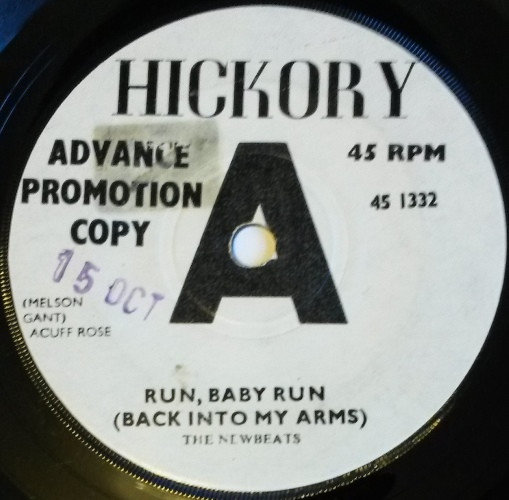 HICKORY
ADVANCE
PROMOTION
COPY
A
45 RPM
45 1332
15 OCT
(MELSON
GANT)
ACUFF ROSE
RUN, BABY RUN
(BACK INTO MY ARMS)
THE NEWBEATS